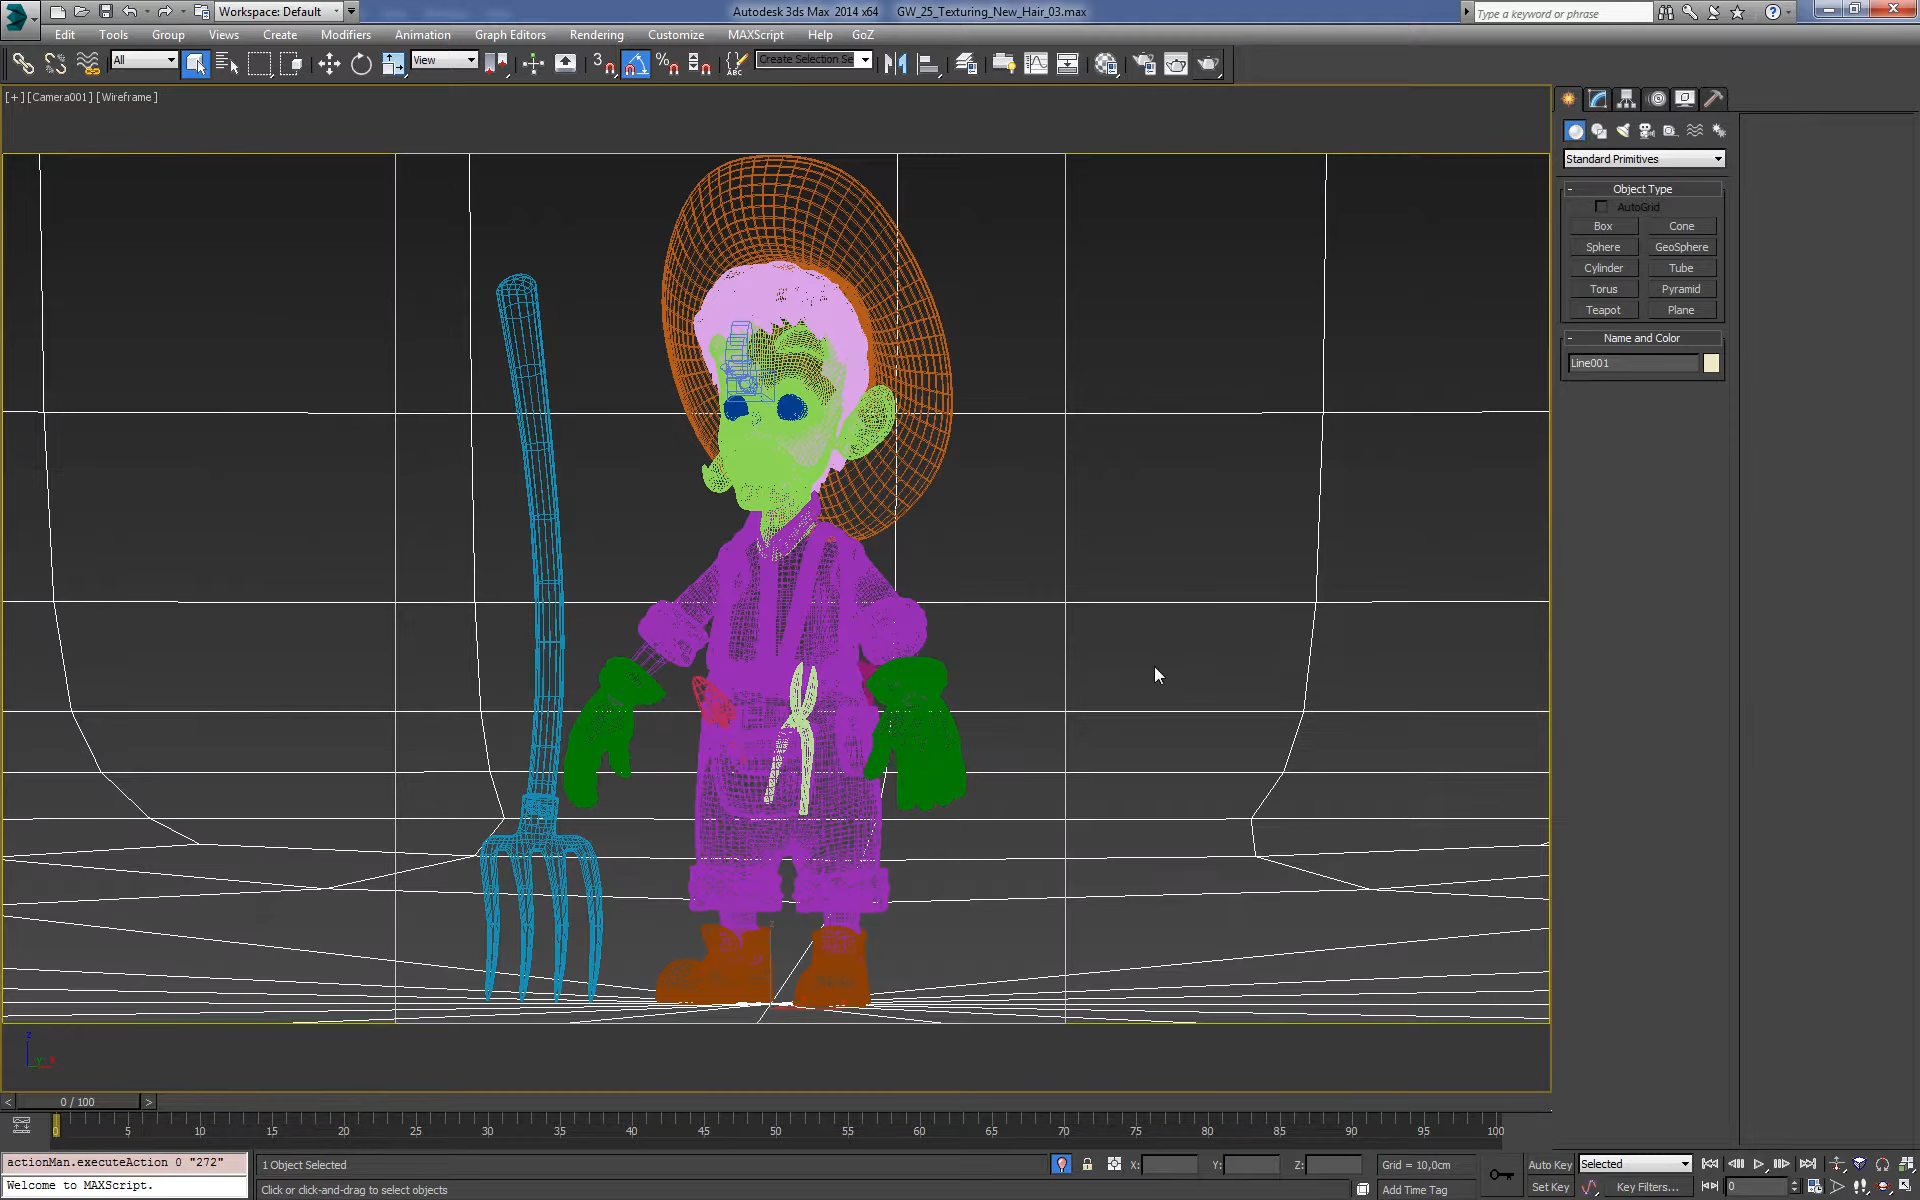 Workspace: Default
Autodesk 3ds Max 2014 x64
GW_25_Texturing_New_Hair_03.max
Type a keyword or phrase
Edit
Tools
Group
Views
Create
Modifiers
Animation
Graph Editors
Rendering
Customize
MAXScript
Help
GoZ
All
View
3
Create Selection Se
[+] [Camera001] [Wireframe ]
Standard Primitives
- Object Type
AutoGrid
Box Cone
Sphere GeoSphere
Cylinder Tube
Torus Pyramid
Teapot Plane
- Name and Color
Line001
< 0 / 100 >
0 5 10 15 20 25 30 35 40 45 50 55 60 65 70 75 80 85 90 95 100
actionMan.executeAction 0 "272"
Welcome to MAXScript.
1 Object Selected
Click or click-and-drag to select objects
X: Y: Z:
Grid = 10,0cm
Add Time Tag
Auto Key
Selected
Set Key
Key Filters...
0